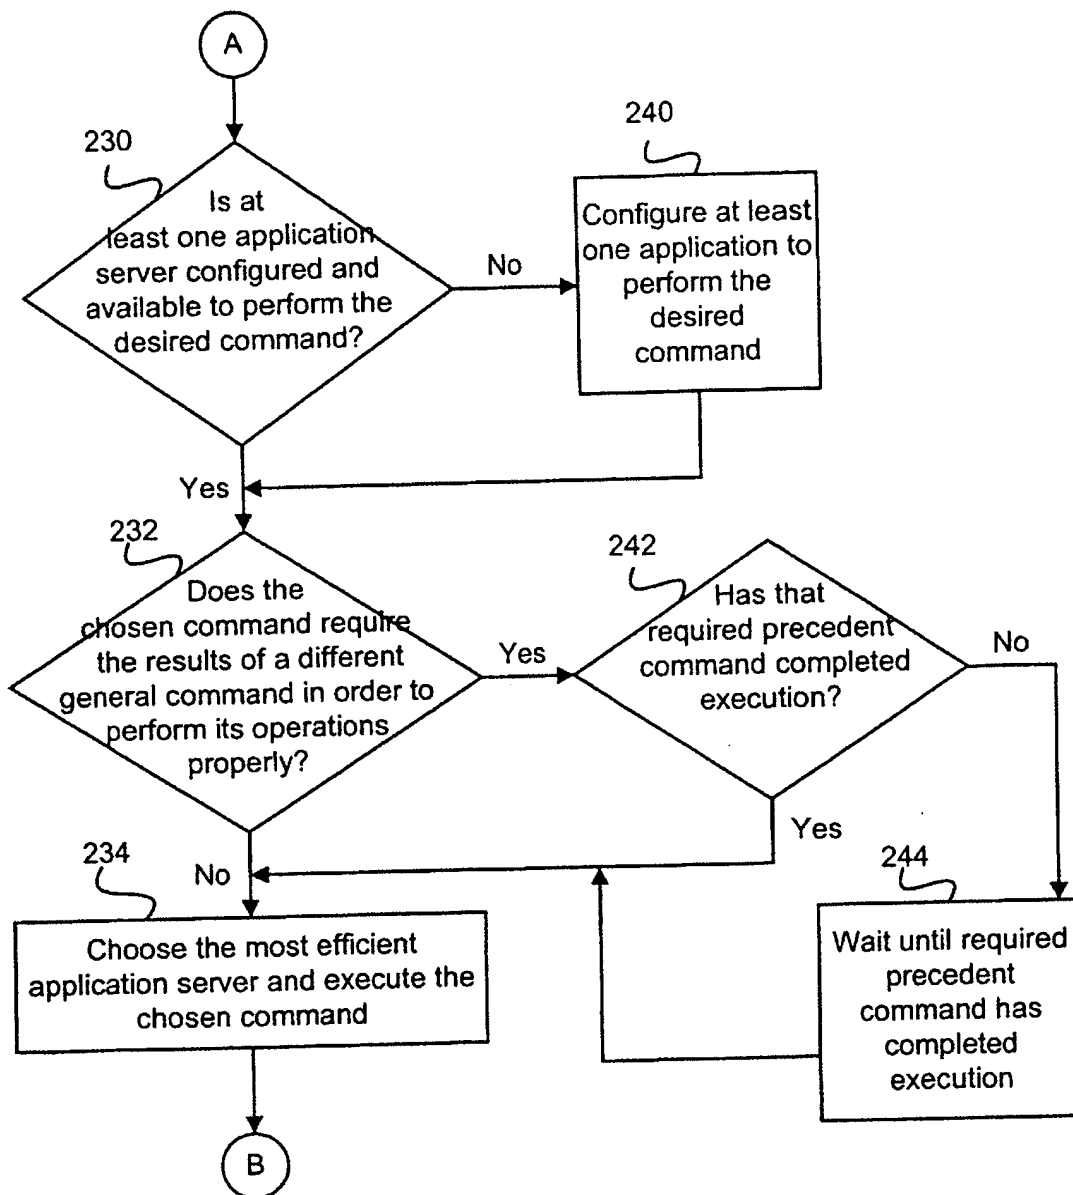 A
230
Is at
least one application
server configured and
available to perform the
desired command?
No
240
Configure at least
one application to
perform the
desired
command
Yes
232
Does the
chosen command require
the results of a different
general command in order to
perform its operations
properly?
Yes
242
Has that
required precedent
command completed
execution?
No
Yes
No
234
Choose the most efficient
application server and execute the
chosen command
244
Wait until required
precedent
command has
completed
execution
B